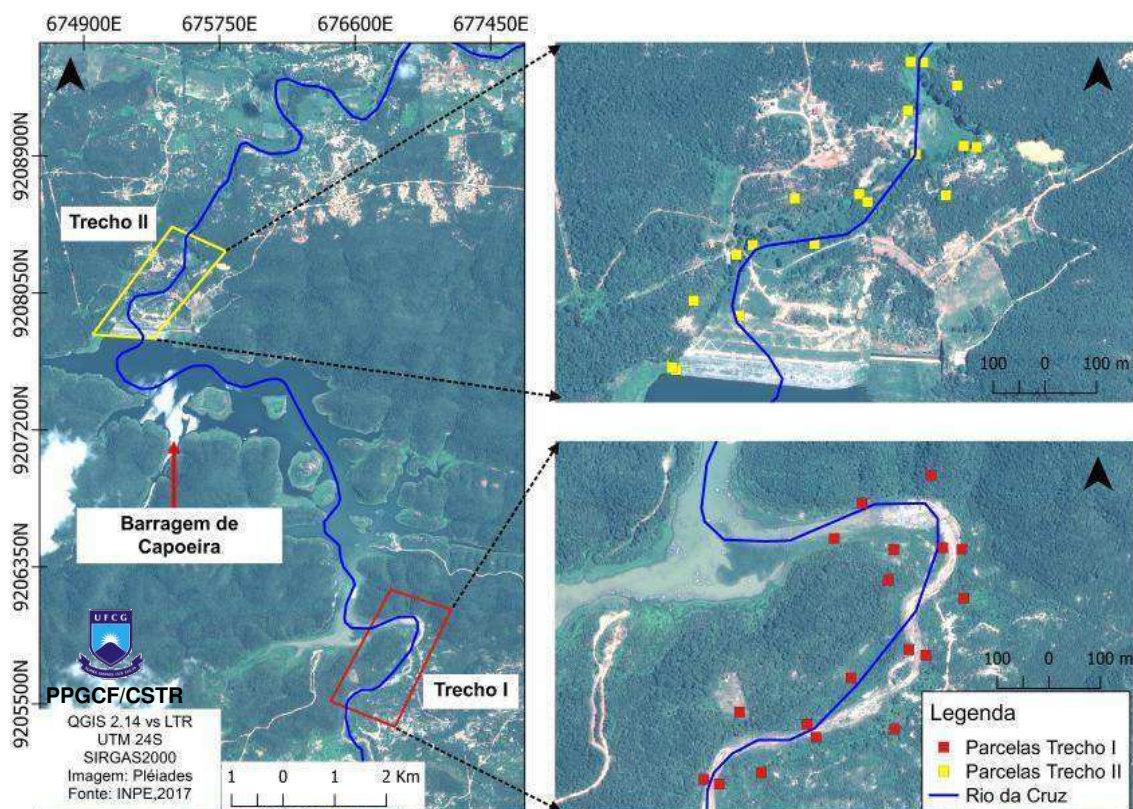 674900E 675750E 676600E 677450E
9208900N
9208050N
9207200N
9206350N
9205500N
Trecho II
Barragem de
Capoeira
Trecho I
UFCG
PPGCF/CSTR
QGIS 2.14 vs LTR
UTM 24S
SIRGAS2000
Imagem: Pléiades
Fonte: INPE,2017
1 0 1 2 Km
100 0 100 m
100 0 100 m
Legenda
Parcelas Trecho I
Parcelas Trecho II
Rio da Cruz